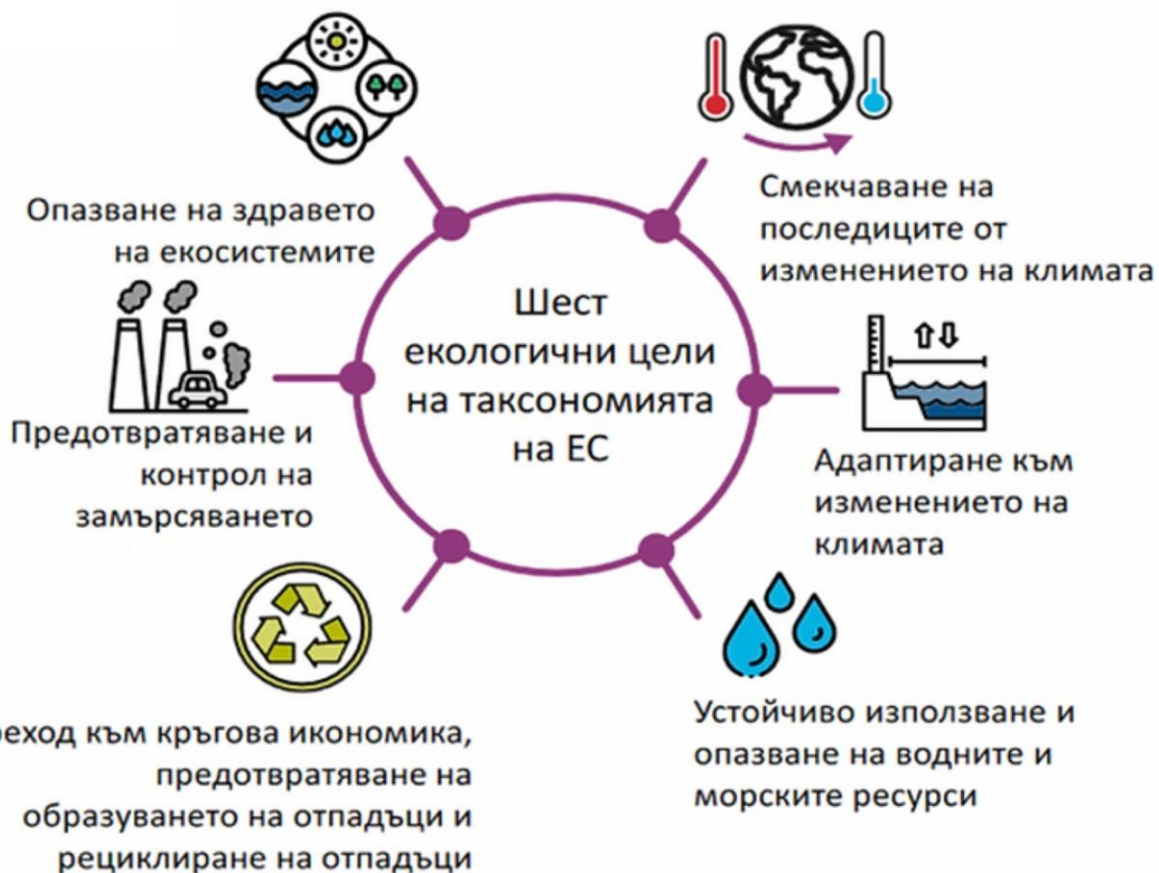 Шест
екологични цели
на таксономията
на ЕС
Смекчаване на
последиците от
изменението на климата
Адаптиране към
изменението на
климата
Устойчиво използване и
опазване на водните и
морските ресурси
към кръгова икономика,
предотвратяване на
образуването на отпадъци и
рециклиране на отпадъци
Предотвратяване и
контрол на
замърсяването
Опазване на здравето
на екосистемите